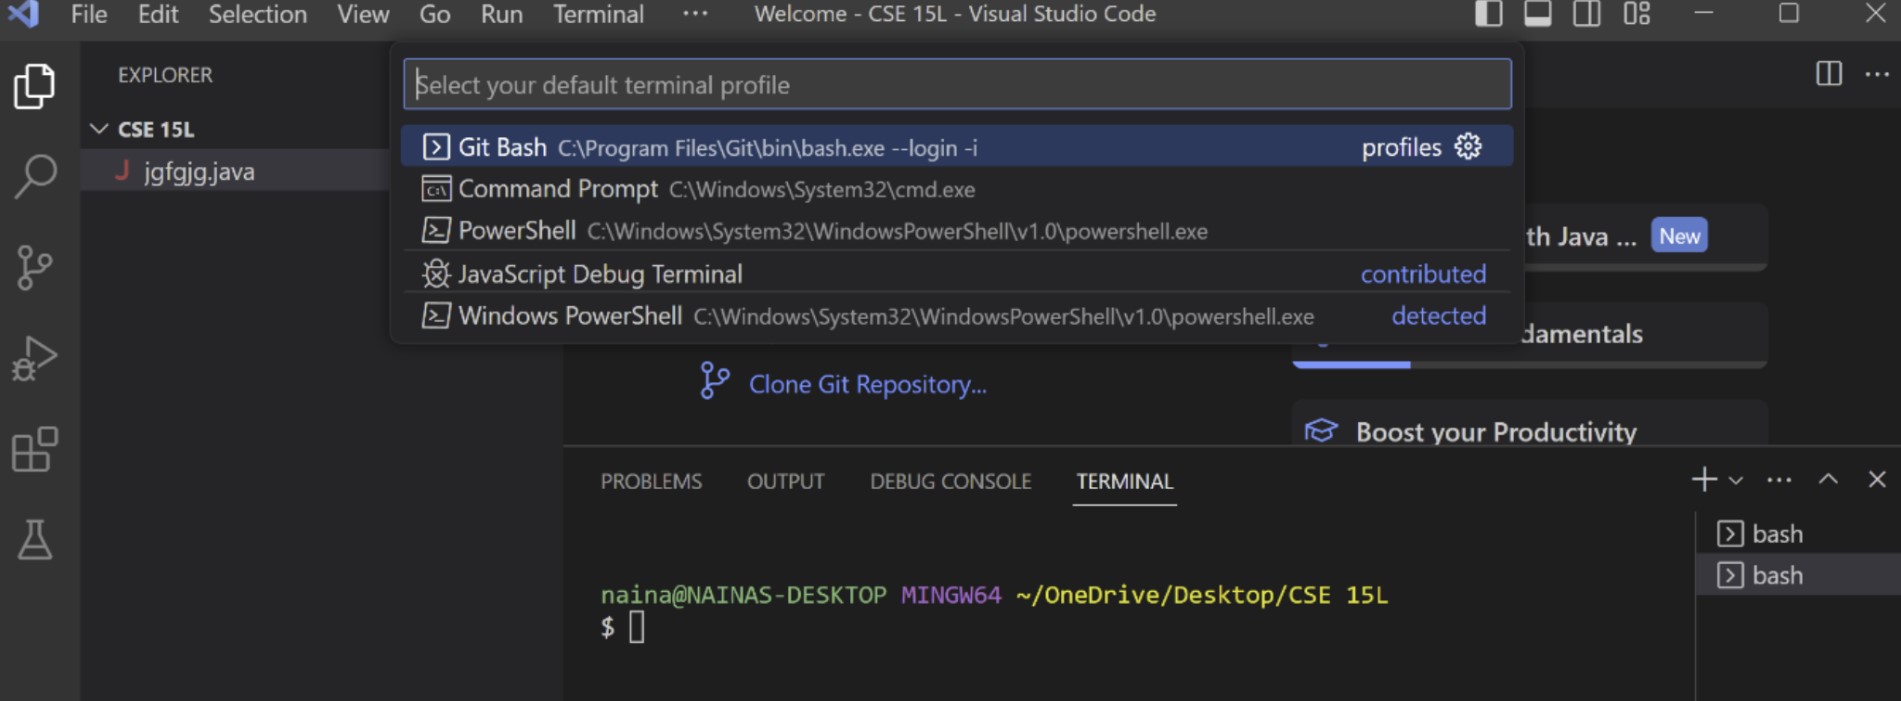 File Edit Selection View Go Run Terminal ··· Welcome - CSE 15L - Visual Studio Code
EXPLORER
CSE 15L
J jgfgjg.java
Select your default terminal profile
Git Bash C:\Program Files\Git\bin\bash.exe --login -i profiles
Command Prompt C:\Windows\System32\cmd.exe
PowerShell C:\Windows\System32\WindowsPowerShell\v1.0\powershell.exe
JavaScript Debug Terminal contributed
Windows PowerShell C:\Windows\System32\WindowsPowerShell\v1.0\powershell.exe detected
th Java ... New
damentals
Clone Git Repository...
Boost your Productivity
PROBLEMS OUTPUT DEBUG CONSOLE TERMINAL
bash
bash
naina@NAINAS-DESKTOP MINGW64 ~/OneDrive/Desktop/CSE 15L
$